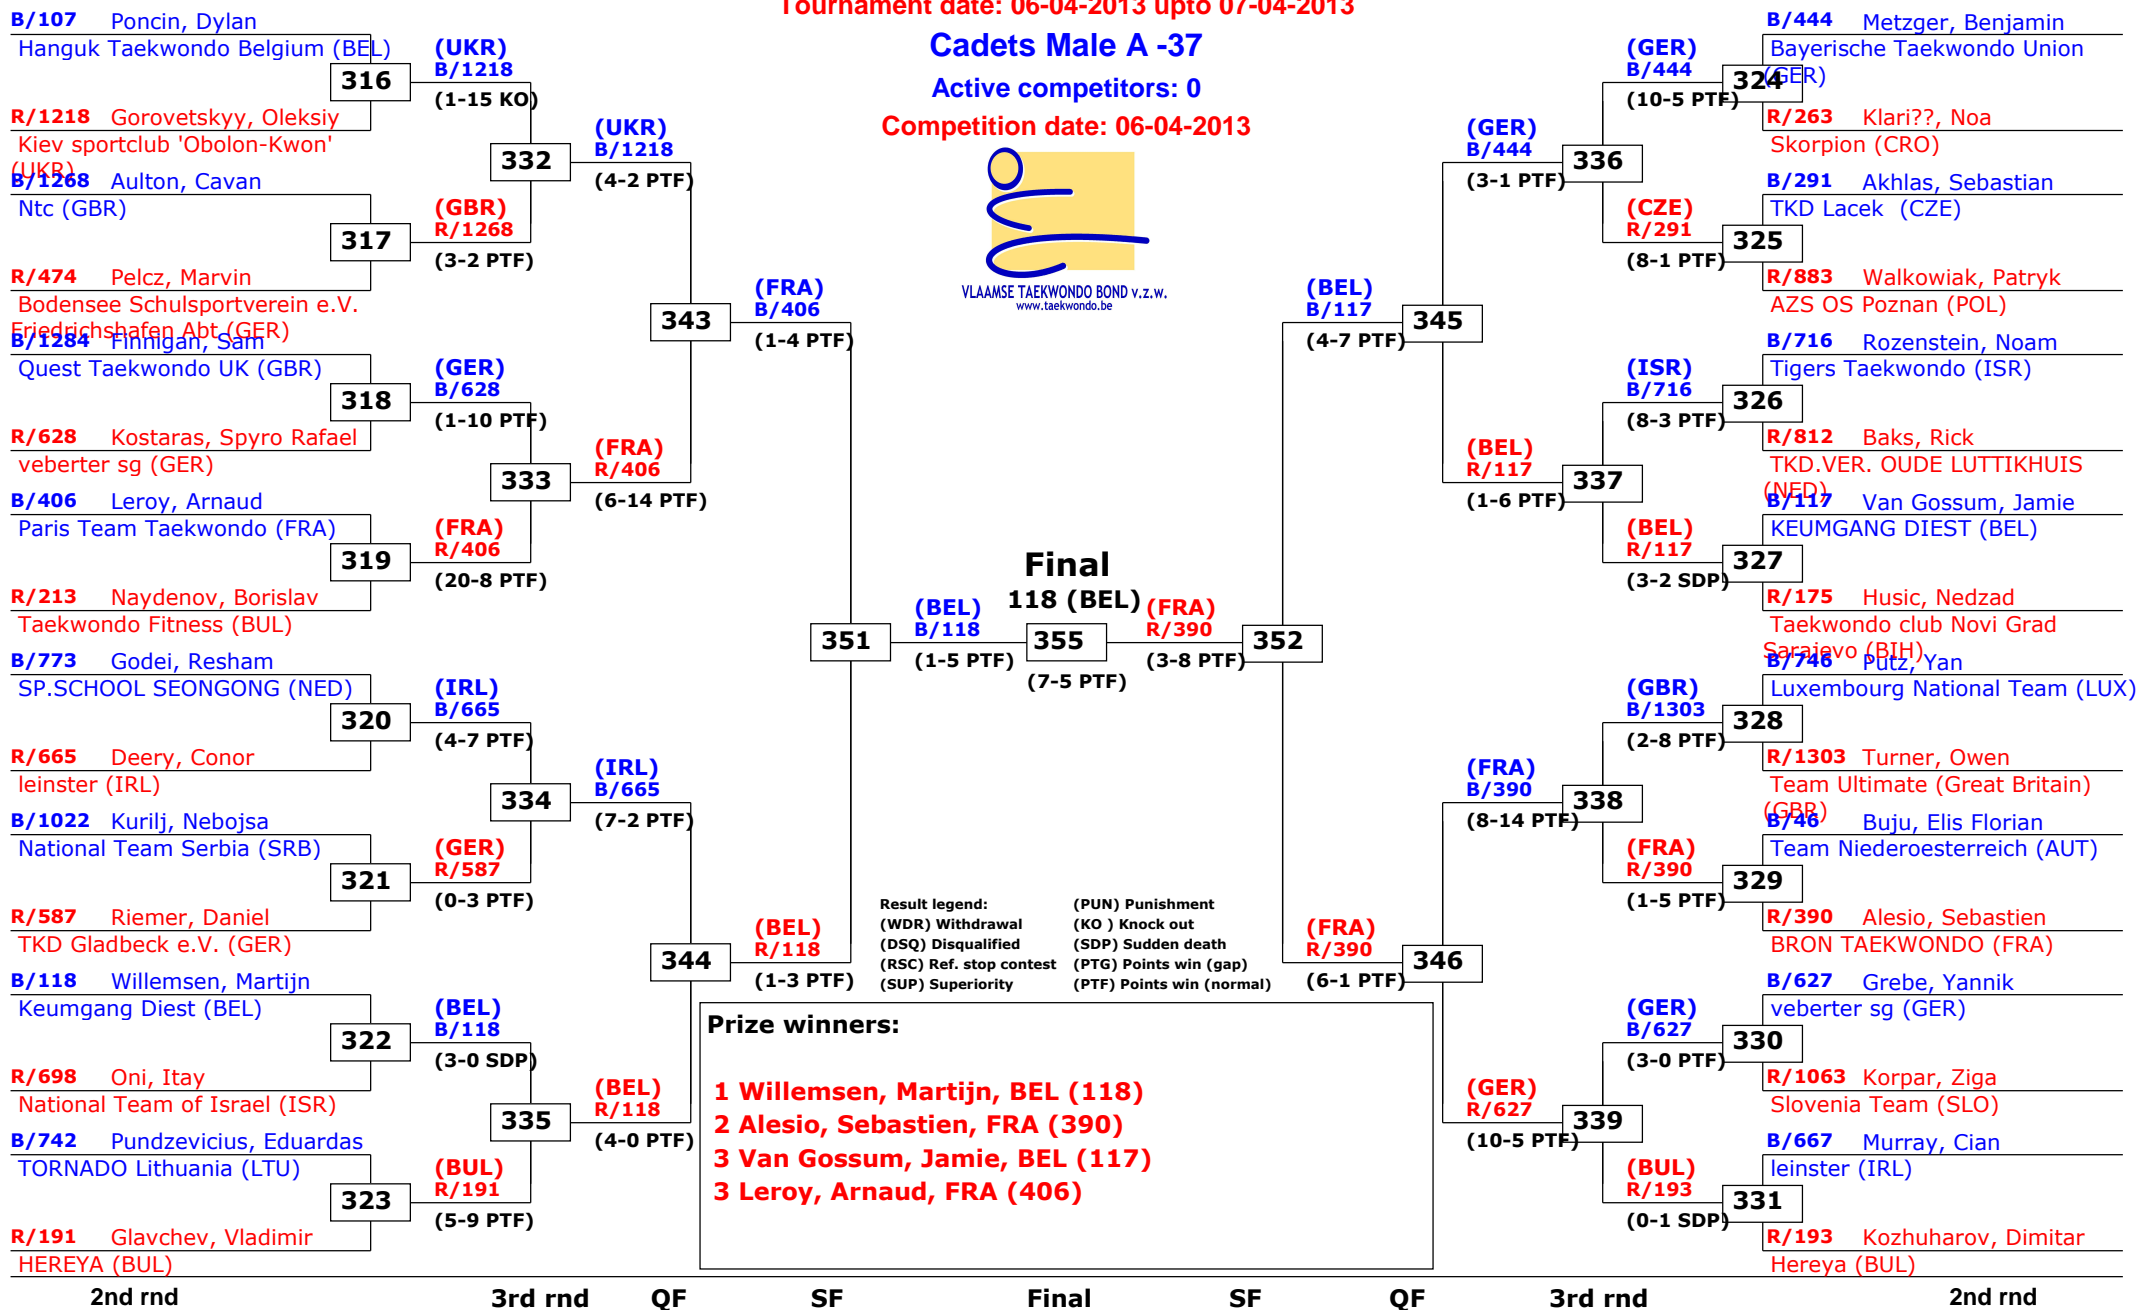 Tournament date: 06-04-2013 upto 07-04-2013
Cadets Male A -37
Active competitors: 0
Competition date: 06-04-2013
VLAAMSE TAEKWONDO BOND v.z.w.
www.taekwondo.be
B/107 Poncin, Dylan
Hanguk Taekwondo Belgium (BEL)
316
R/1218 Gorovetskyy, Oleksiy
Kiev sportclub 'Obolon-Kwon'
(UKR)
B/1268 Aulton, Cavan
Ntc (GBR)
317
R/474 Pelcz, Marvin
Bodensee Schulsportverein e.V.
Friedrichshafen Abt (GER)
B/1284 Finnigan, Sam
Quest Taekwondo UK (GBR)
318
R/628 Kostaras, Spyro Rafael
veberter sg (GER)
B/406 Leroy, Arnaud
Paris Team Taekwondo (FRA)
319
R/213 Naydenov, Borislav
Taekwondo Fitness (BUL)
B/773 Godei, Resham
SP.SCHOOL SEONGONG (NED)
320
R/665 Deery, Conor
leinster (IRL)
B/1022 Kurilj, Nebojsa
National Team Serbia (SRB)
321
R/587 Riemer, Daniel
TKD Gladbeck e.V. (GER)
B/118 Willemsen, Martijn
Keumgang Diest (BEL)
322
R/698 Oni, Itay
National Team of Israel (ISR)
B/742 Pundzevicius, Eduardas
TORNADO Lithuania (LTU)
323
R/191 Glavchev, Vladimir
HEREYA (BUL)
(UKR)
B/1218
(1-15 KO)
332
(GBR)
R/1268
(3-2 PTF)
(GER)
B/628
(1-10 PTF)
333
(FRA)
R/406
(20-8 PTF)
(IRL)
B/665
(4-7 PTF)
334
(GER)
R/587
(0-3 PTF)
(BEL)
B/118
(3-0 SDP)
335
(BUL)
R/191
(5-9 PTF)
(UKR)
B/1218
(4-2 PTF)
343
(FRA)
R/406
(6-14 PTF)
(IRL)
B/665
(7-2 PTF)
344
(BEL)
R/118
(4-0 PTF)
(FRA)
B/406
(1-4 PTF)
351
(BEL)
R/118
(1-3 PTF)
(BEL)
B/118
(1-5 PTF)
Final
118 (BEL)
355
(7-5 PTF)
(FRA)
R/390
(3-8 PTF)
352
(BEL)
B/117
(4-7 PTF)
345
(FRA)
R/390
(6-1 PTF)
346
(GER)
B/444
(3-1 PTF)
336
(BEL)
R/117
(1-6 PTF)
337
(FRA)
B/390
(8-14 PTF)
338
(GER)
R/627
(10-5 PTF)
339
(GER)
B/444
(10-5 PTF)
(CZE)
R/291
(8-1 PTF)
(ISR)
B/716
(8-3 PTF)
(BEL)
R/117
(3-2 SDP)
(GBR)
B/1303
(2-8 PTF)
(FRA)
R/390
(1-5 PTF)
(GER)
B/627
(3-0 PTF)
(BUL)
R/193
(0-1 SDP)
B/444 Metzger, Benjamin
Bayerische Taekwondo Union
(GER)
324
R/263 Klari??, Noa
Skorpion (CRO)
B/291 Akhlas, Sebastian
TKD Lacek (CZE)
325
R/883 Walkowiak, Patryk
AZS OS Poznan (POL)
B/716 Rozenstein, Noam
Tigers Taekwondo (ISR)
326
R/812 Baks, Rick
TKD.VER. OUDE LUTTIKHUIS
(NED)
B/117 Van Gossum, Jamie
KEUMGANG DIEST (BEL)
327
R/175 Husic, Nedzad
Taekwondo club Novi Grad
Sarajevo (BIH)
B/746 Putz, Yan
Luxembourg National Team (LUX)
328
R/1303 Turner, Owen
Team Ultimate (Great Britain)
(GBR)
B/46 Buju, Elis Florian
Team Niederoesterreich (AUT)
329
R/390 Alesio, Sebastien
BRON TAEKWONDO (FRA)
B/627 Grebe, Yannik
veberter sg (GER)
330
R/1063 Korpar, Ziga
Slovenia Team (SLO)
B/667 Murray, Cian
leinster (IRL)
331
R/193 Kozhuharov, Dimitar
Hereya (BUL)
Result legend:
(WDR) Withdrawal
(DSQ) Disqualified
(RSC) Ref. stop contest
(SUP) Superiority
(PUN) Punishment
(KO ) Knock out
(SDP) Sudden death
(PTG) Points win (gap)
(PTF) Points win (normal)
Prize winners:
1 Willemsen, Martijn, BEL (118)
2 Alesio, Sebastien, FRA (390)
3 Van Gossum, Jamie, BEL (117)
3 Leroy, Arnaud, FRA (406)
2nd rnd 3rd rnd QF SF Final SF QF 3rd rnd 2nd rnd